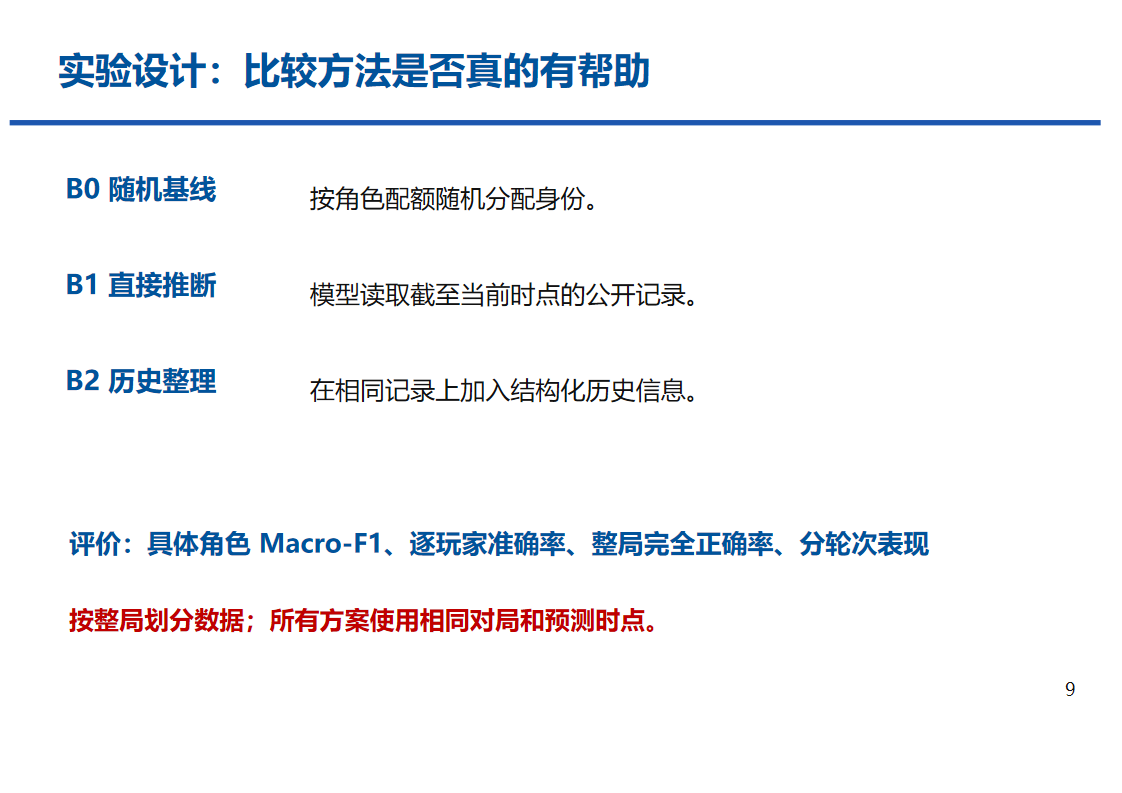 实验设计：比较方法是否真的有帮助
B0 随机基线
按角色配额随机分配身份。
B1 直接推断
模型读取截至当前时点的公开记录。
B2 历史整理
在相同记录上加入结构化历史信息。
评价：具体角色 Macro-F1、逐玩家准确率、整局完全正确率、分轮次表现
按整局划分数据；所有方案使用相同对局和预测时点。
9